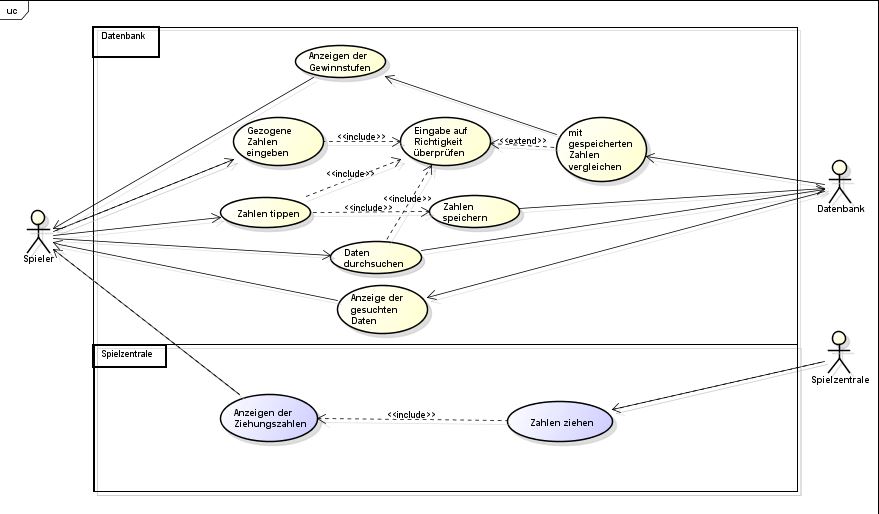 uc
Datenbank
Anzeigen der
Gewinnstufen
Gezogene
Zahlen
eingeben
<<include>>
Eingabe auf
Richtigkeit
überprüfen
<<extend>>
mit
gespeicherten
Zahlen
vergleichen
<<include>>
Zahlen tippen
<<include>>
<<include>>
Zahlen
speichern
Datenbank
Spieler
Daten
durchsuchen
Anzeige der
gesuchten
Daten
Spielzentrale
Spielzentrale
Anzeigen der
Ziehungszahlen
<<include>>
Zahlen ziehen